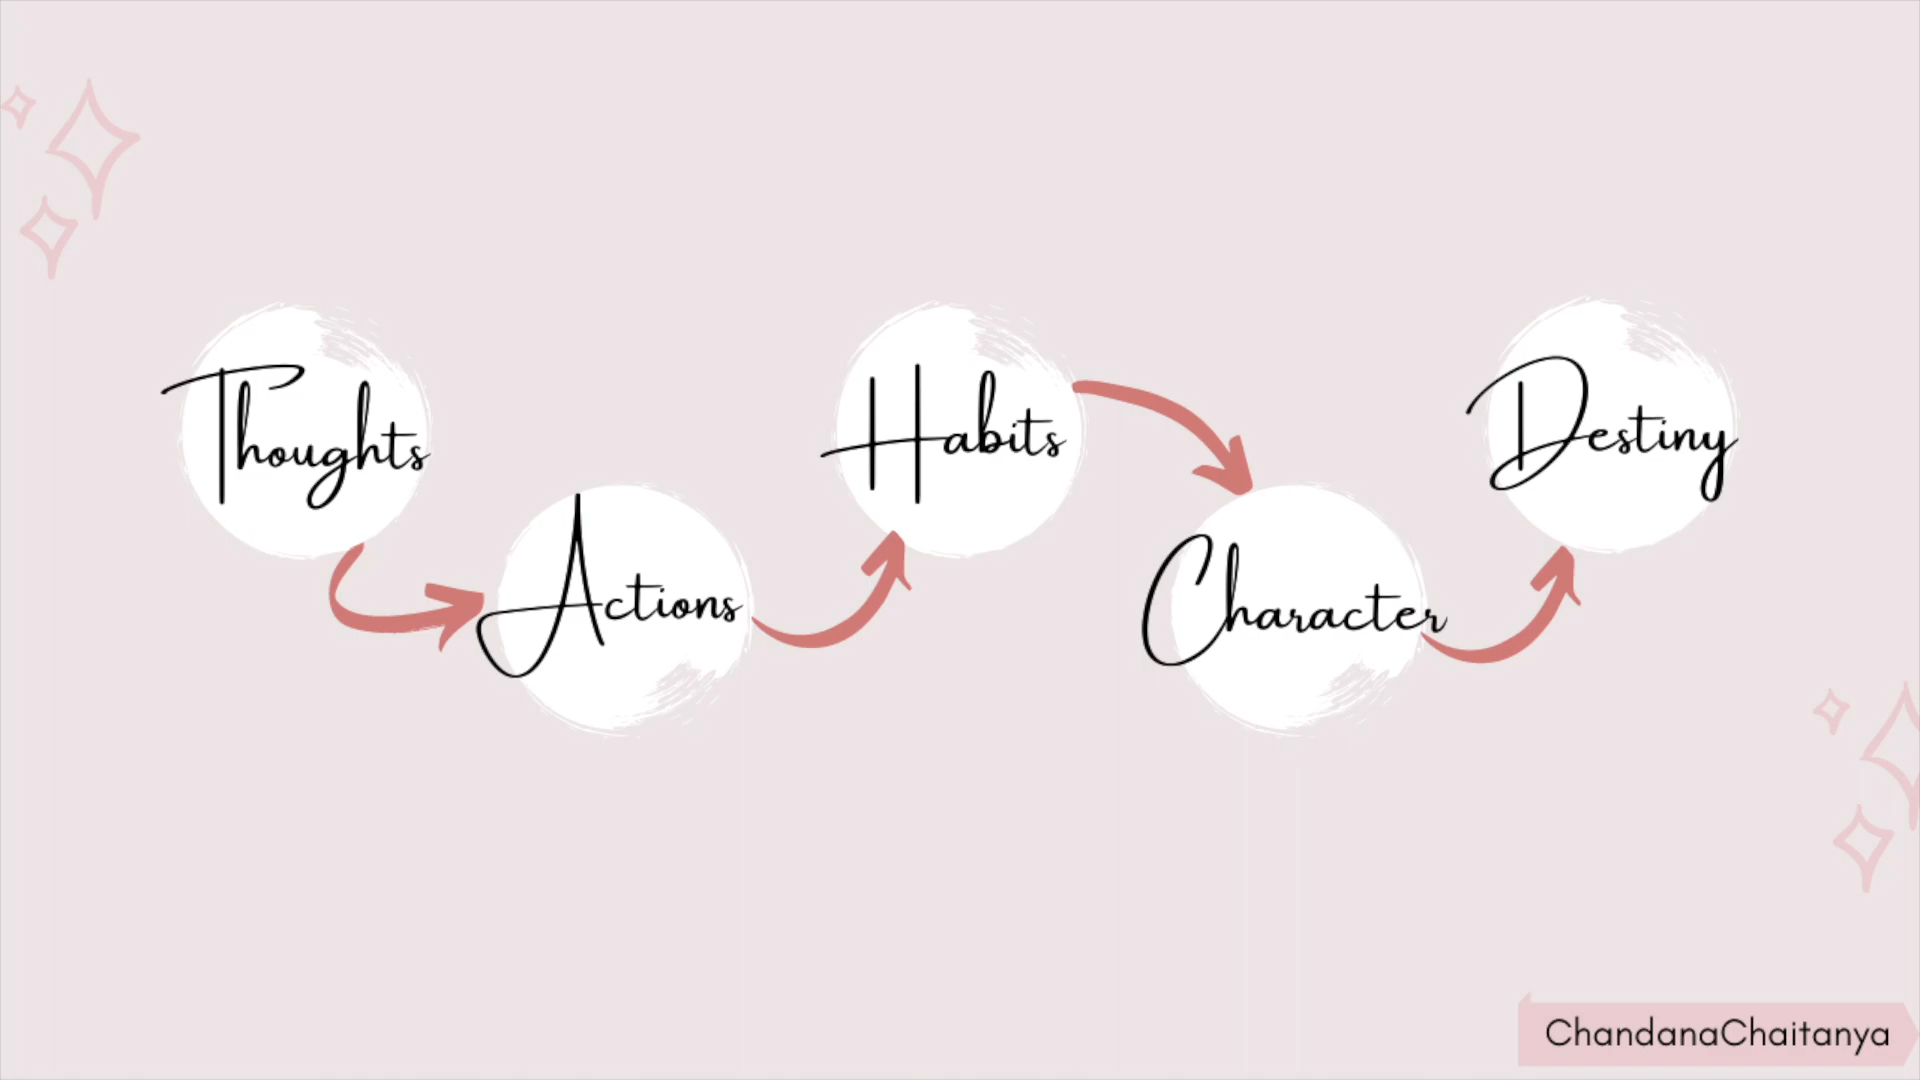 Thoughts
Actions
Habits
Character
Destiny
ChandanaChaitanya